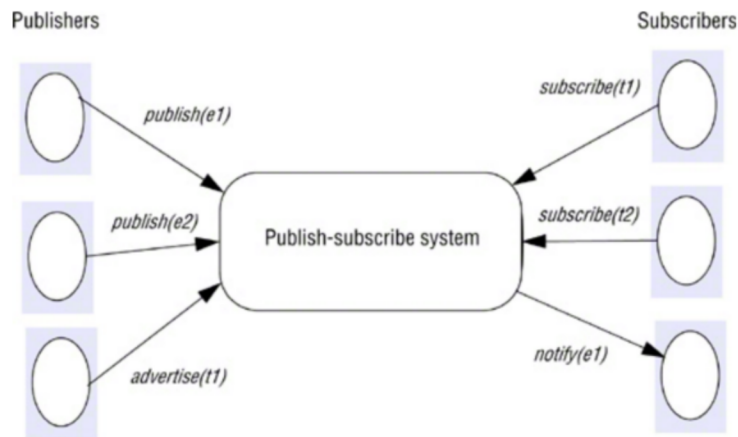 Publishers
Subscribers
publish(e1)
subscribe(t1)
publish(e2)
subscribe(t2)
Publish-subscribe system
advertise(t1)
notify(e1)